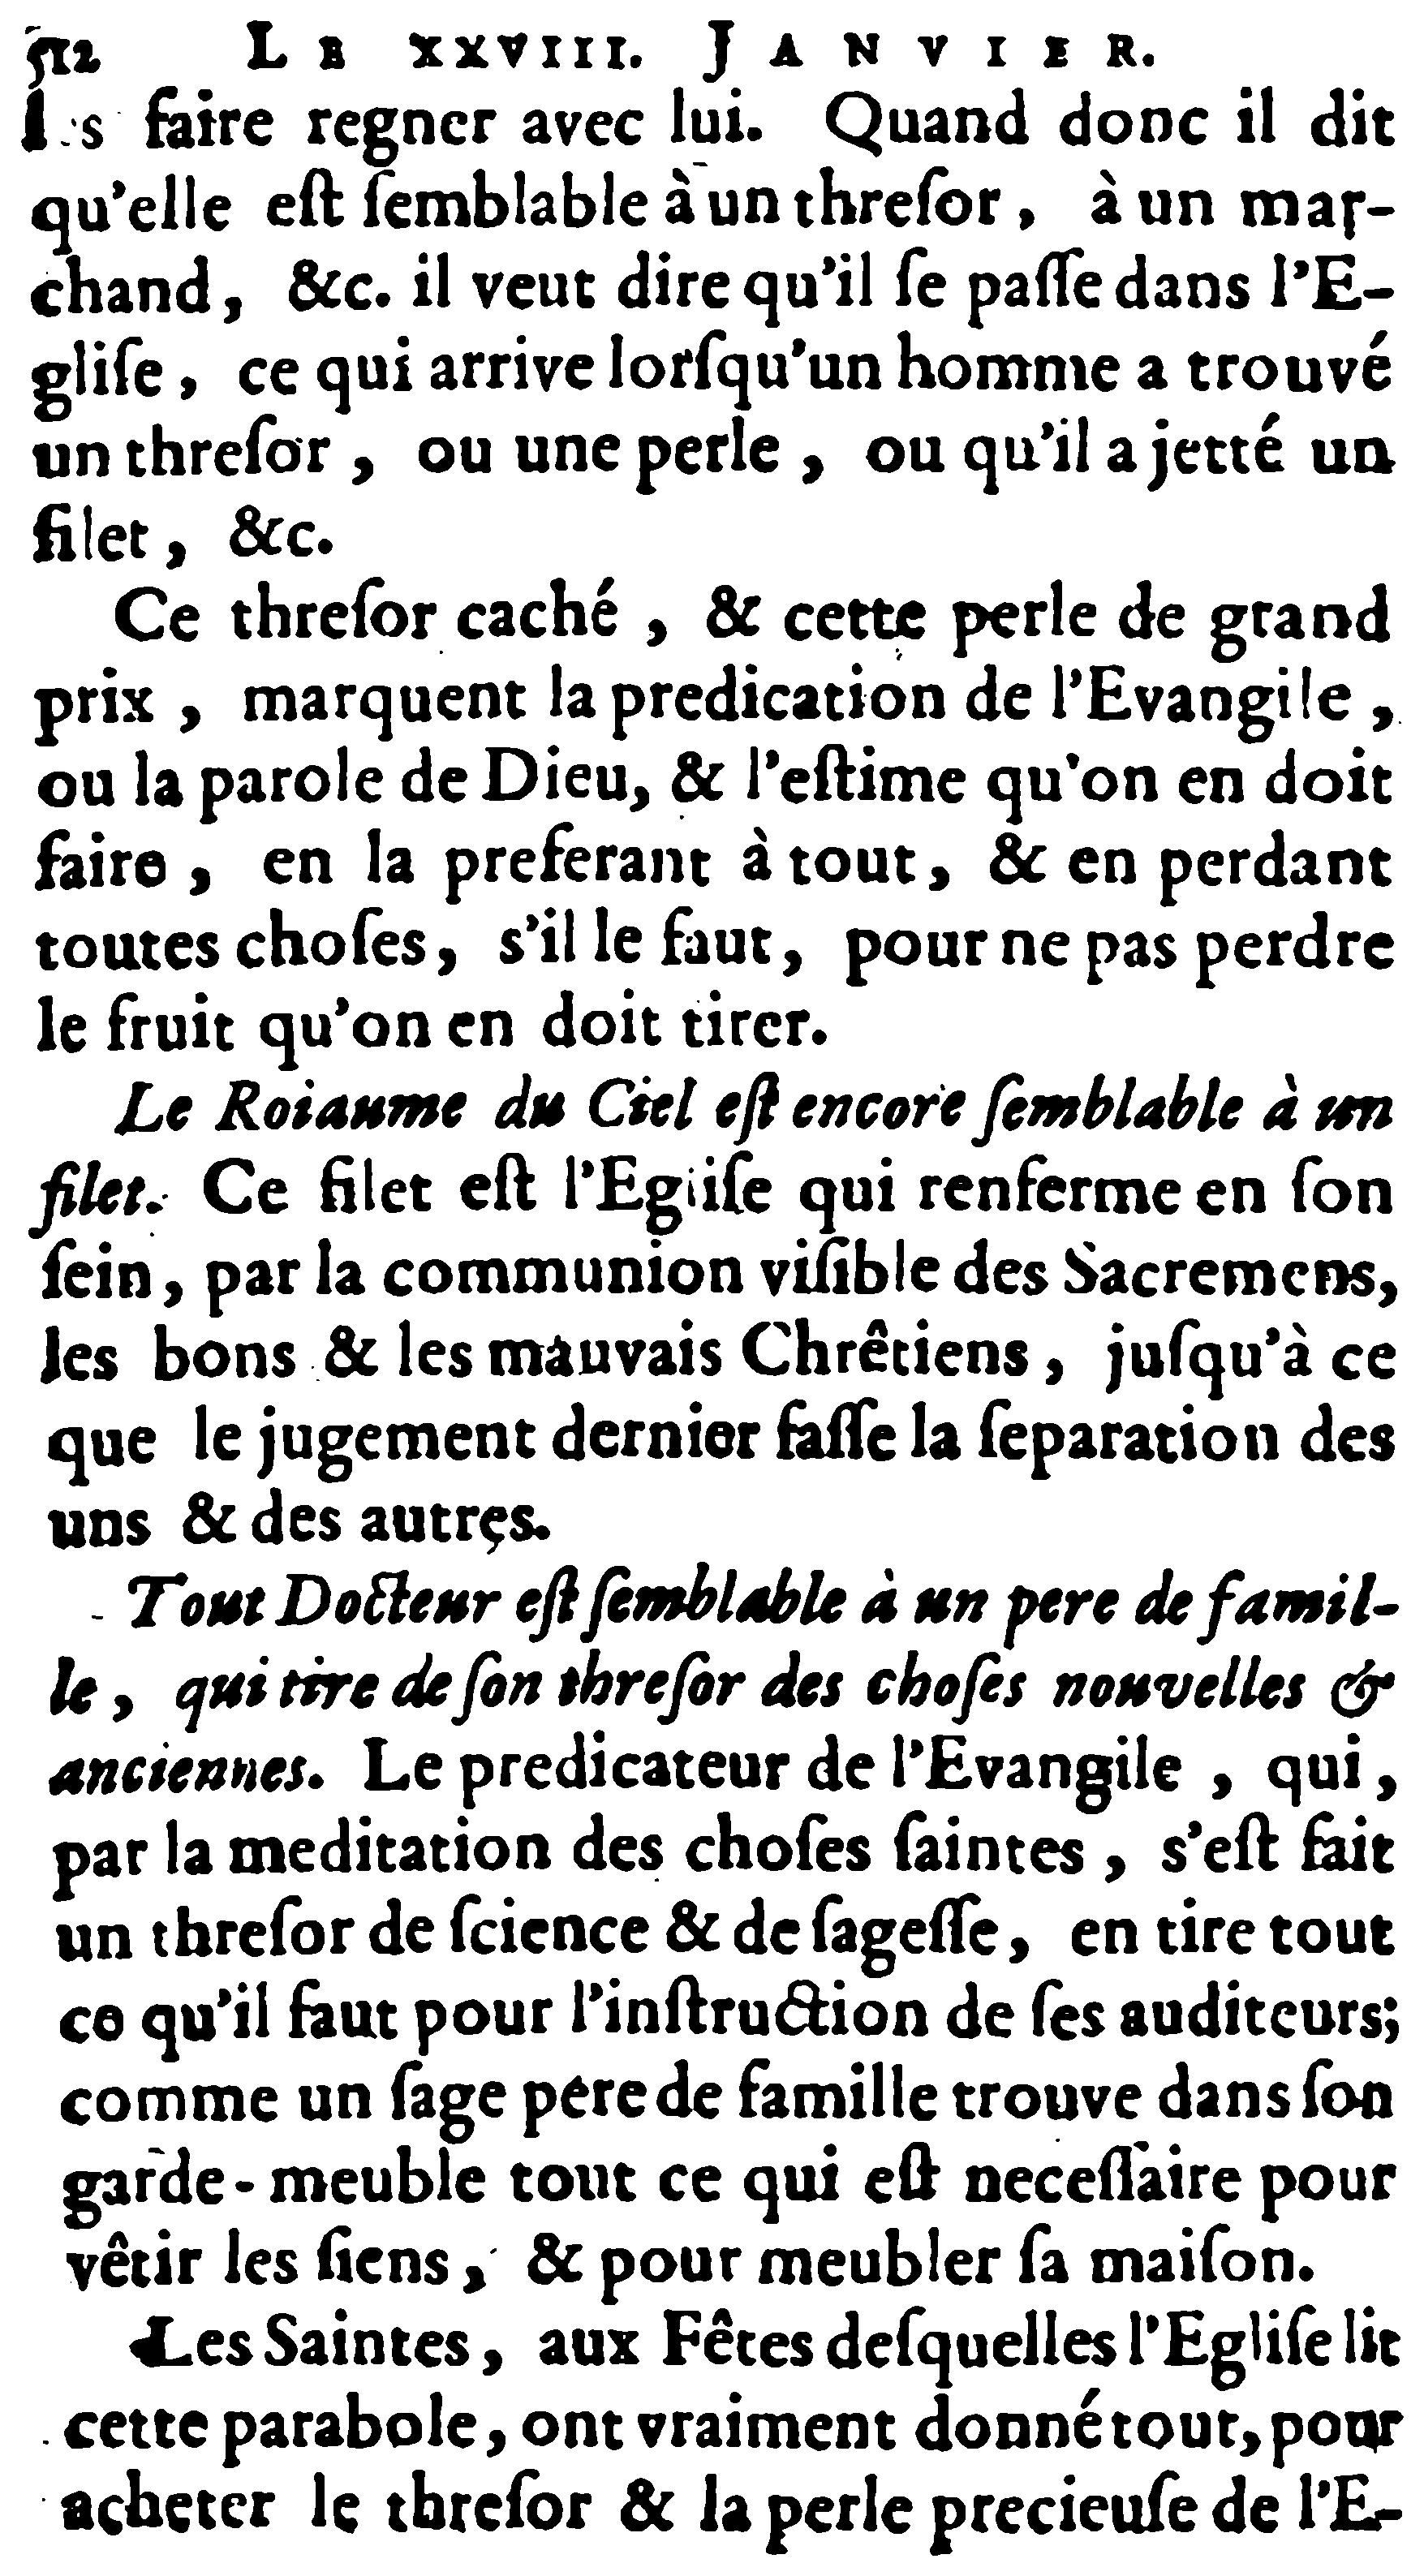 512 LE XXVIII. JANVIER.
les faire regner avec lui. Quand donc il dit
qu'elle eſt ſemblable à un threſor, à un mar-
chand, &c. il veut dire qu'il ſe paſſe dans l'E-
gliſe, ce qui arrive lorſqu'un homme a trouvé
un threſor, ou une perle, ou qu'il a jetté un
filet, &c.
Ce threſor caché, & cette perle de grand
prix, marquent la predication de l'Evangile,
ou la parole de Dieu, & l'eſtime qu'on en doit
faire, en la preferant à tout, & en perdant
toutes choſes, s'il le faut, pour ne pas perdre
le fruit qu'on en doit tirer.
Le Roiaume du Ciel eſt encore ſemblable à un
filet. Ce filet eſt l'Egliſe qui renferme en ſon
ſein, par la communion viſible des Sacremens,
les bons & les mauvais Chrêtiens, juſqu'à ce
que le jugement dernier faſſe la ſeparation des
uns & des autres.
Tout Docteur eſt ſemblable à un pere de famil-
le, qui tire de ſon threſor des choſes nouvelles &
anciennes. Le predicateur de l'Evangile, qui,
par la meditation des choſes ſaintes, s'eſt fait
un threſor de ſcience & de ſageſſe, en tire tout
ce qu'il faut pour l'inſtruction de ſes auditeurs;
comme un ſage pere de famille trouve dans ſon
garde-meuble tout ce qui eſt neceſſaire pour
vêtir les ſiens, & pour meubler ſa maiſon.
Les Saintes, aux Fêtes deſquelles l'Egliſe lit
cette parabole, ont vraiment donné tout, pour
acheter le threſor & la perle precieuſe de l'E-